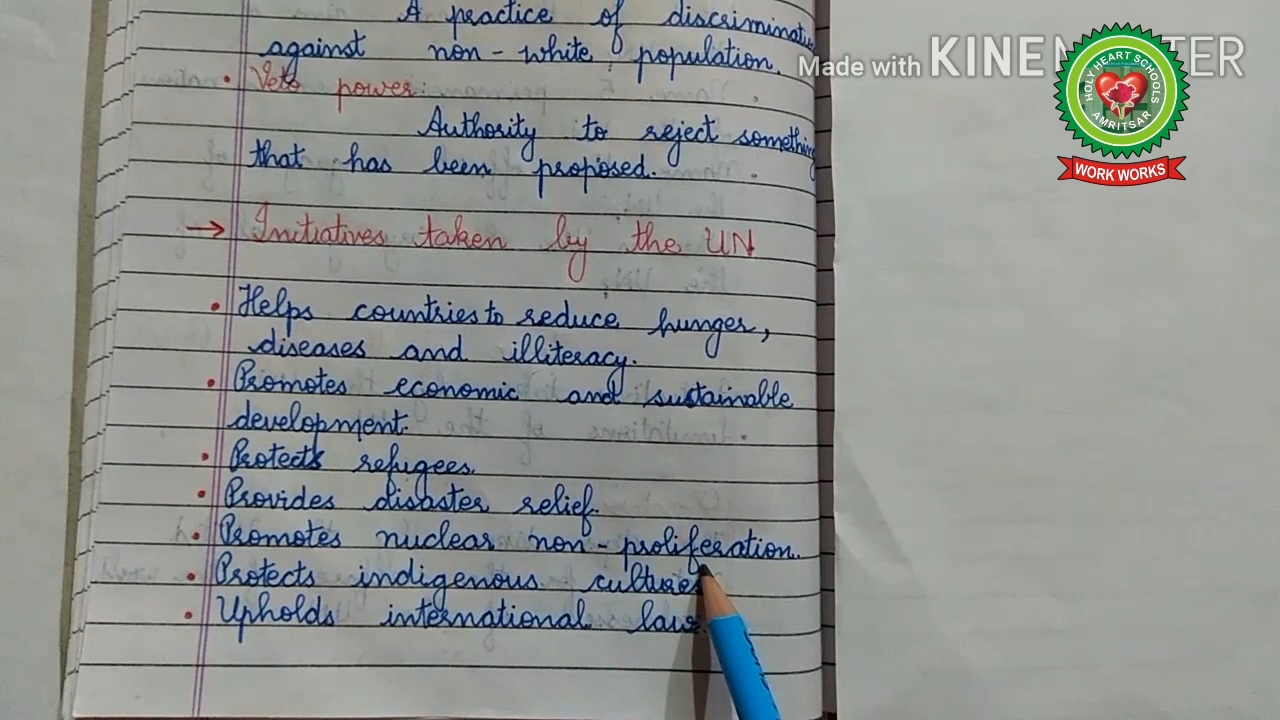 A practice of discriminatio
against non-white population.
• Veto power:
Authority to reject something
that has been proposed.
→ Initiatives taken by the UN
• Helps countries to reduce hunger,
diseases and illiteracy.
• Promotes economic and sustainable
development.
• Protects refugees.
• Provides disaster relief.
• Promotes nuclear non-proliferation.
• Protects indigenous cultures
• Upholds international law.
Made with KINEMASTER
HOLY HEART SCHOOLS
AMRITSAR
WORK WORKS